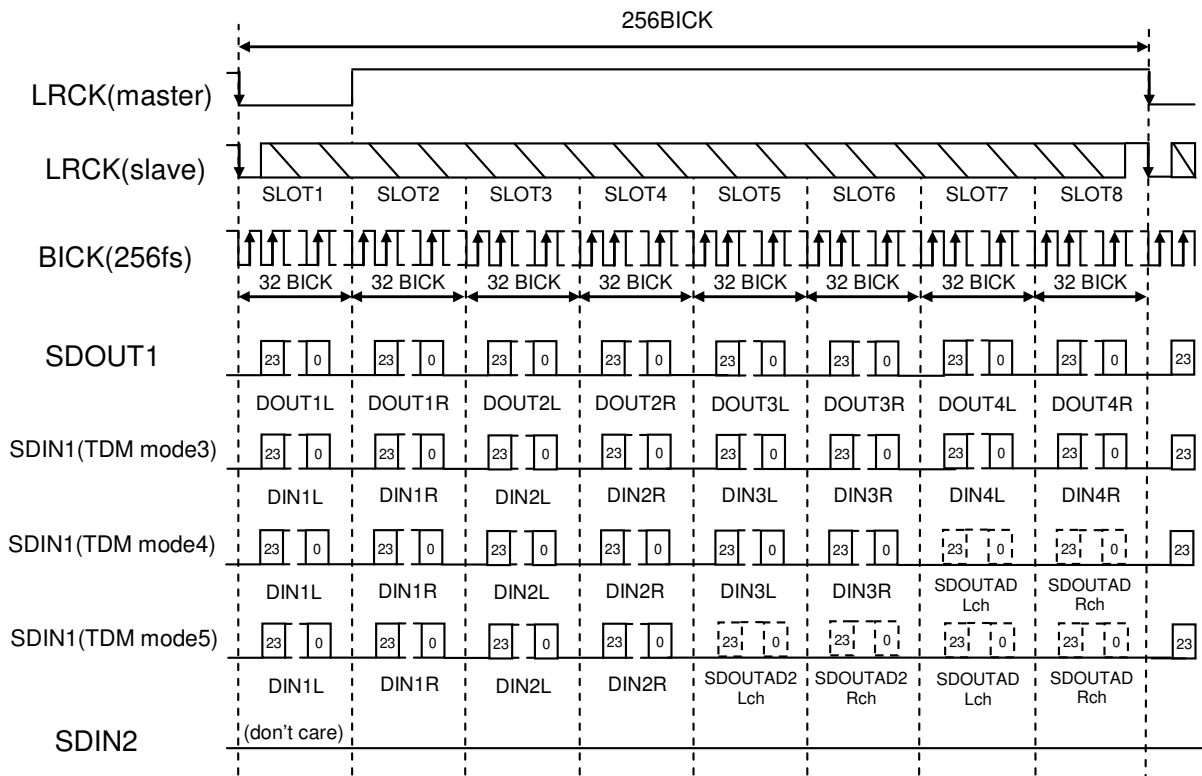 256BICK
LRCK(master)
LRCK(slave)
SLOT1 SLOT2 SLOT3 SLOT4 SLOT5 SLOT6 SLOT7 SLOT8
BICK(256fs)
32 BICK 32 BICK 32 BICK 32 BICK 32 BICK 32 BICK 32 BICK 32 BICK
SDOUT1 23 0 23 0 23 0 23 0 23 0 23 0 23 0 23 0 23
DOUT1L DOUT1R DOUT2L DOUT2R DOUT3L DOUT3R DOUT4L DOUT4R
SDIN1(TDM mode3) 23 0 23 0 23 0 23 0 23 0 23 0 23 0 23 0 23
DIN1L DIN1R DIN2L DIN2R DIN3L DIN3R DIN4L DIN4R
SDIN1(TDM mode4) 23 0 23 0 23 0 23 0 23 0 23 0 23 0 23 0 23
DIN1L DIN1R DIN2L DIN2R DIN3L DIN3R SDOUTAD SDOUTAD
Lch Rch
SDIN1(TDM mode5) 23 0 23 0 23 0 23 0 23 0 23 0 23 0 23 0 23
DIN1L DIN1R DIN2L DIN2R SDOUTAD2 SDOUTAD2 SDOUTAD SDOUTAD
Lch Rch Lch Rch
(don't care)
SDIN2